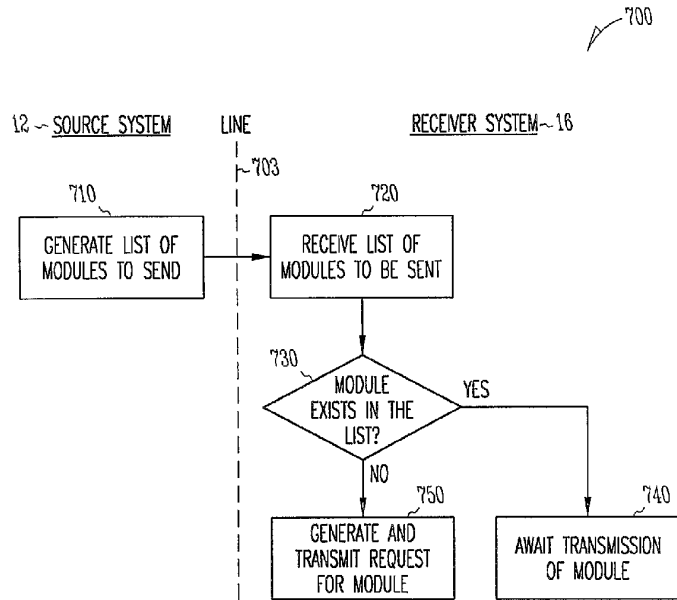 700
12 SOURCE SYSTEM
LINE
RECEIVER SYSTEM 16
703
710
720
GENERATE LIST OF
MODULES TO SEND
RECEIVE LIST OF
MODULES TO BE SENT
730
MODULE
EXISTS IN THE
LIST?
YES
NO
750
740
GENERATE AND
TRANSMIT REQUEST
FOR MODULE
AWAIT TRANSMISSION
OF MODULE